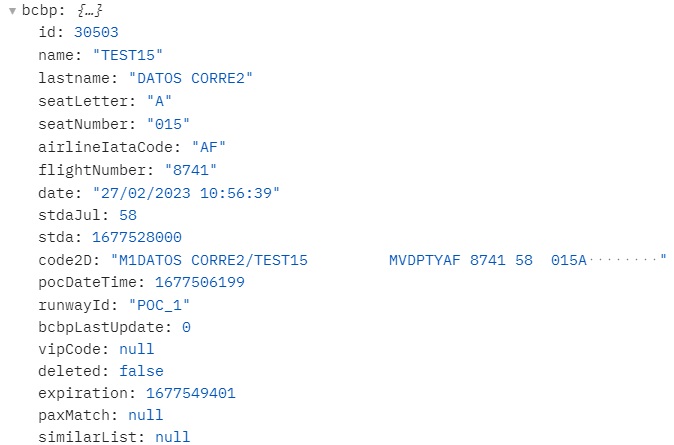 ▼ bcbp: {…}
id: 30503
name: "TEST15"
lastname: "DATOS CORRE2"
seatLetter: "A"
seatNumber: "015"
airlineIataCode: "AF"
flightNumber: "8741"
date: "27/02/2023 10:56:39"
stdaJul: 58
stda: 1677528000
code2D: "M1DATOS CORRE2/TEST15         MVDPTYAF 8741 58  015A········"
pocDateTime: 1677506199
runwayId: "POC_1"
bcbpLastUpdate: 0
vipCode: null
deleted: false
expiration: 1677549401
paxMatch: null
similarList: null